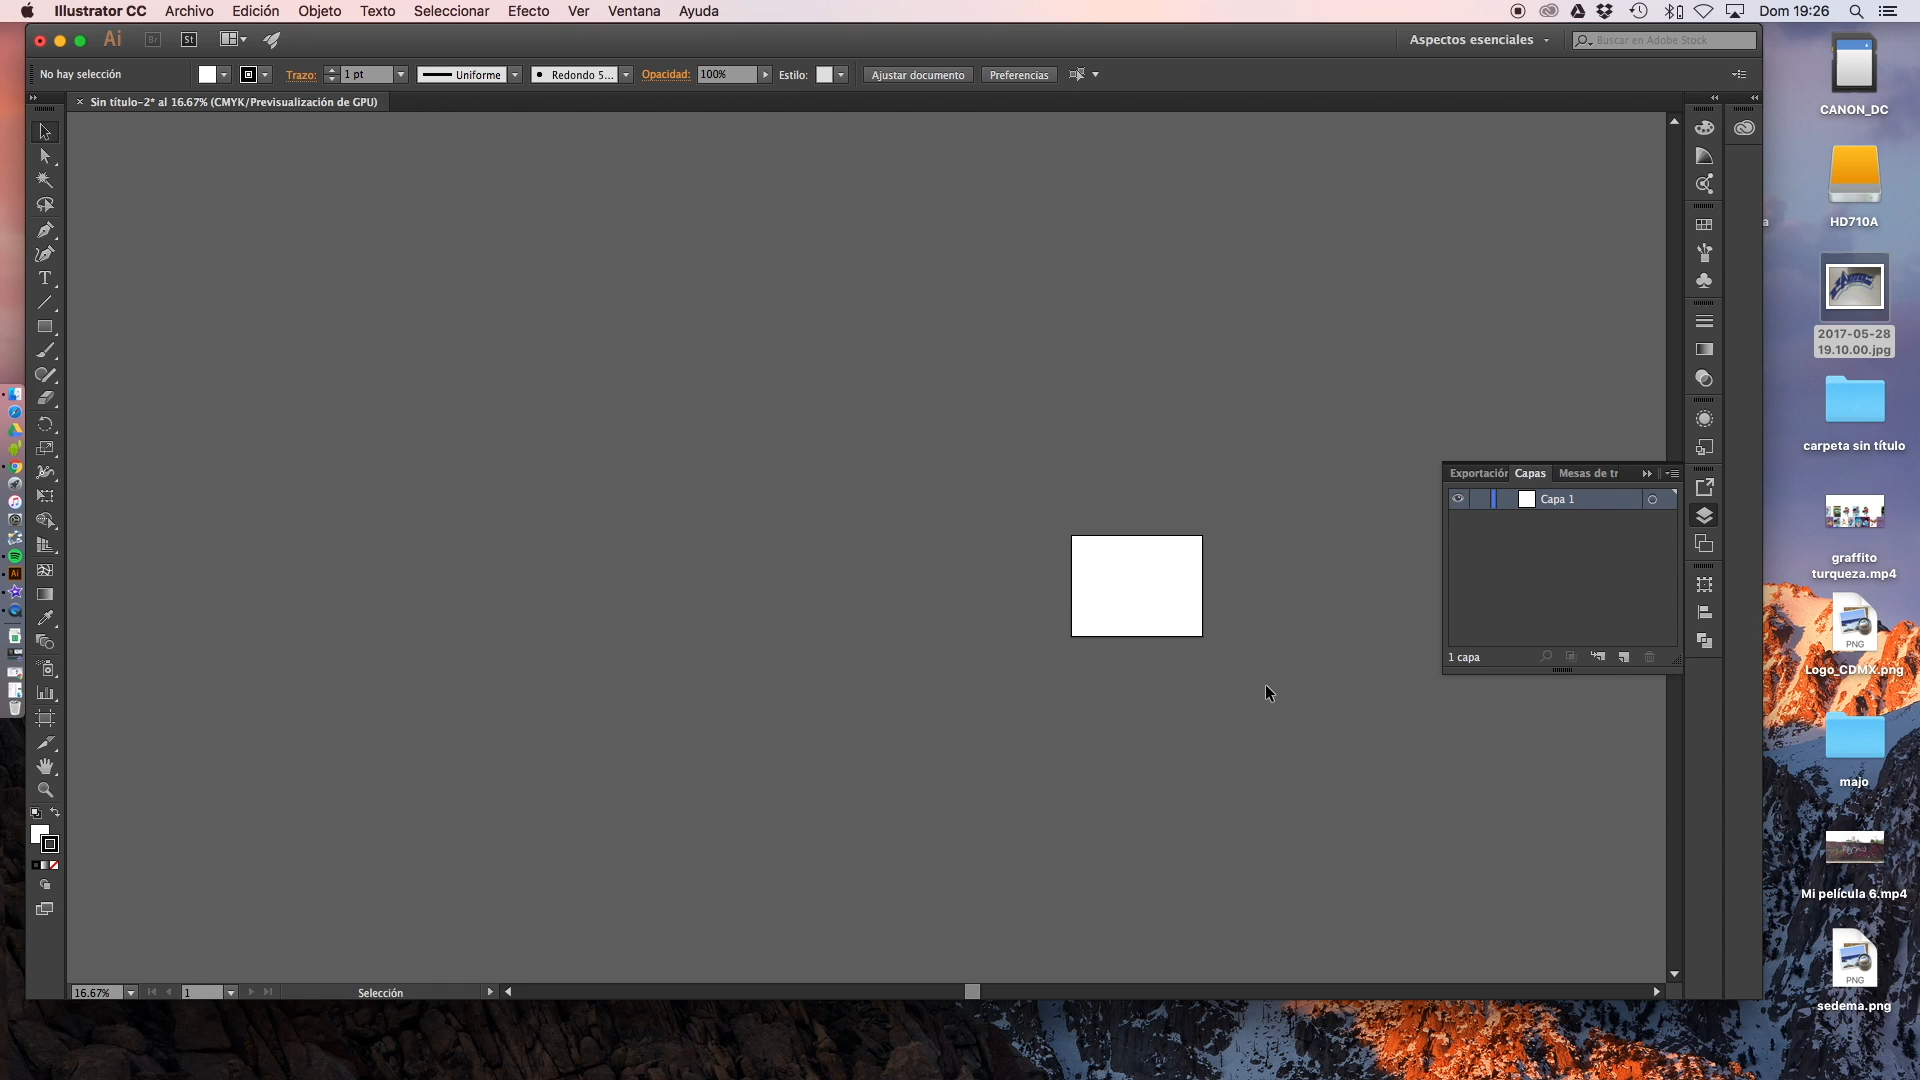 Illustrator CC Archivo Edición Objeto Texto Seleccionar Efecto Ver Ventana Ayuda Dom 19:26
Ai Br St Aspectos esenciales Buscar en Adobe Stock
No hay selección Trazo: 1 pt Uniforme Redondo 5... Opacidad: 100% Estilo: Ajustar documento Preferencias
× Sin título-2* al 16.67% (CMYK/Previsualización de GPU)
CANON_DC
HD710A
2017-05-28
19.10.00.jpg
carpeta sin título
Exportación Capas Mesas de tr
Capa 1
1 capa
graffito
turqueza.mp4
PNG
Logo_CDMX.png
majo
Mi película 6.mp4
PNG
sedema.png
16.67% 1 Selección